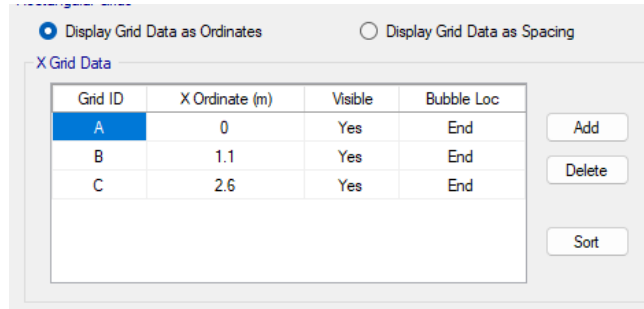 Display Grid Data as Ordinates Display Grid Data as Spacing
X Grid Data
Grid ID X Ordinate (m) Visible Bubble Loc
A 0 Yes End Add
B 1.1 Yes End
Delete
C 2.6 Yes End
Sort